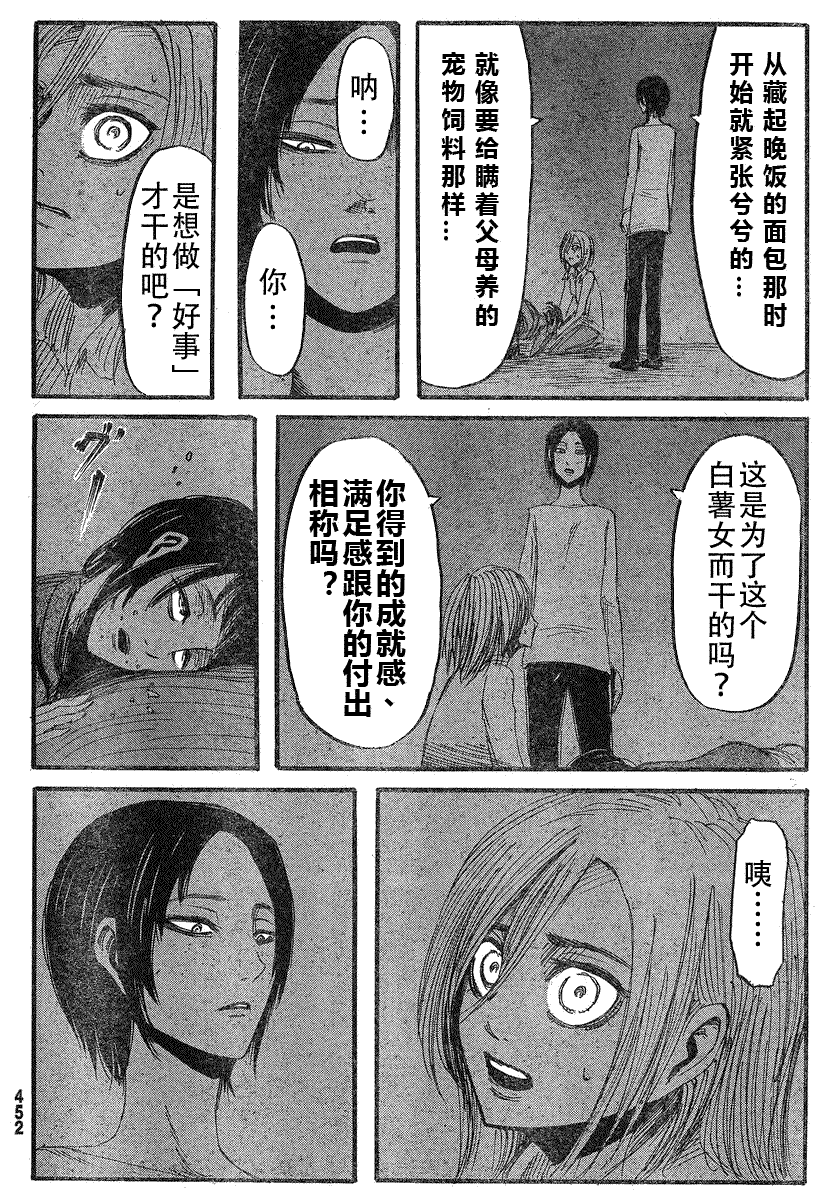 从藏起晚饭的面包那时
开始就紧张兮兮的…
就像要给瞒着父母养的
宠物饲料那样…
呐…
你…
是想做「好事」
才干的吧？
这是为了这个
白薯女而干的吗？
你得到的成就感、
满足感跟你的付出
相称吗？
グッ
咦……
452